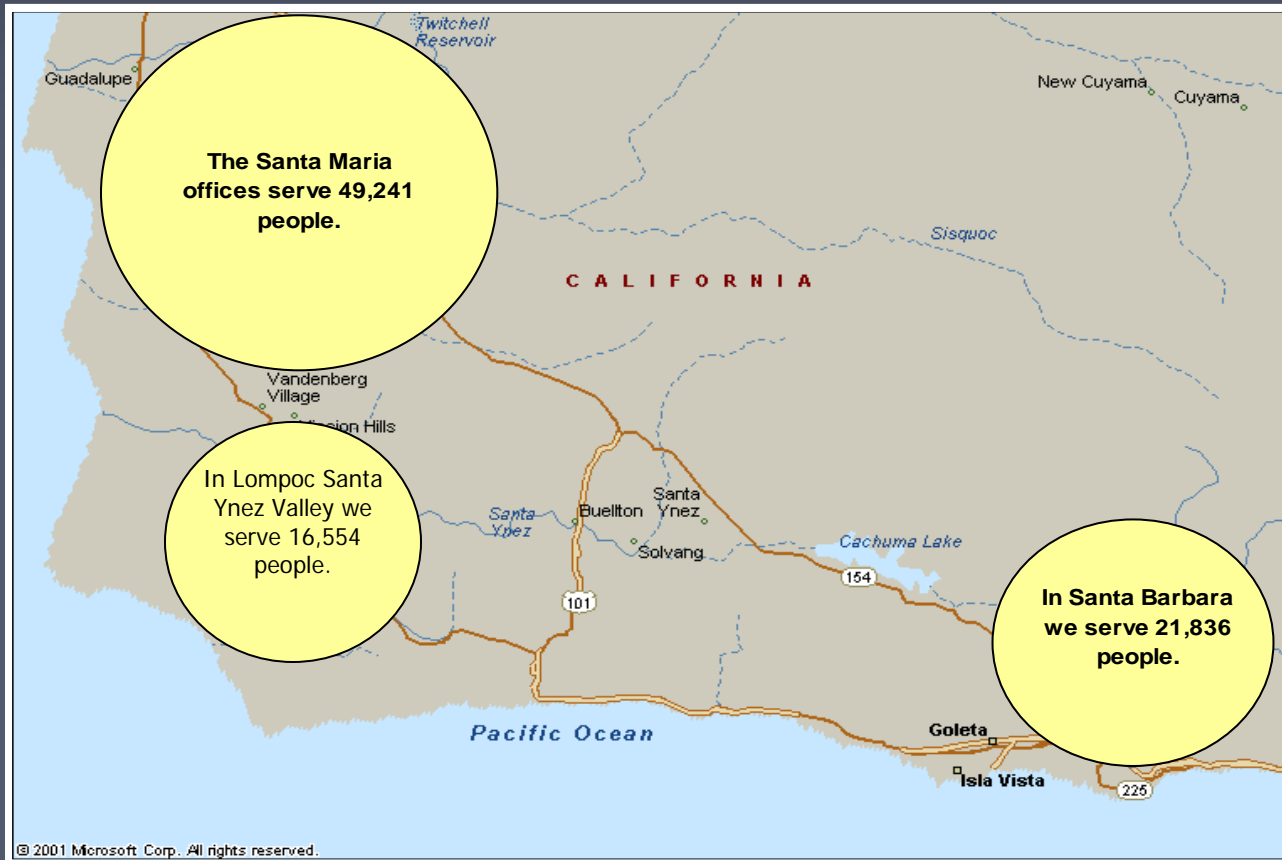 Twitchell
Reservoir
Guadalupe
New Cuyama
Cuyama
The Santa Maria
offices serve 49,241
people.
Sisquoc
CALIFORNIA
Vandenberg
Village
Mission Hills
In Lompoc Santa
Ynez Valley we
serve 16,554
people.
Santa
Ynez
Buellton
Santa
Ynez
Solvang
Cachuma Lake
154
101
In Santa Barbara
we serve 21,836
people.
Pacific Ocean
Goleta
Isla Vista
225
© 2001 Microsoft Corp. All rights reserved.